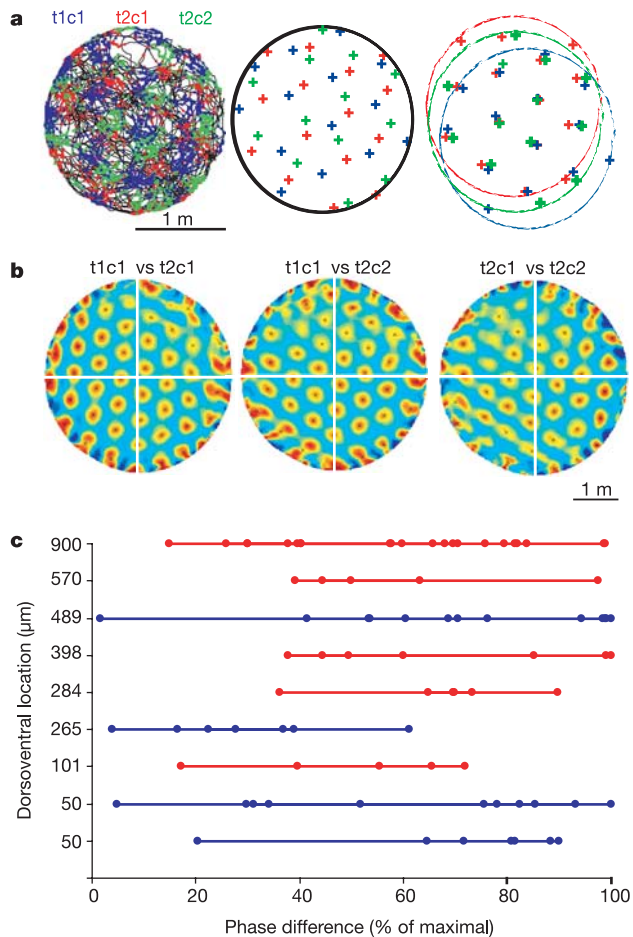 a t1c1 t2c1 t2c2
1 m
b
t1c1 vs t2c1 t1c1 vs t2c2 t2c1 vs t2c2
1 m
c
900
570
489
398
284
265
101
50
50
Dorsoventral location (μm)
0 20 40 60 80 100
Phase difference (% of maximal)